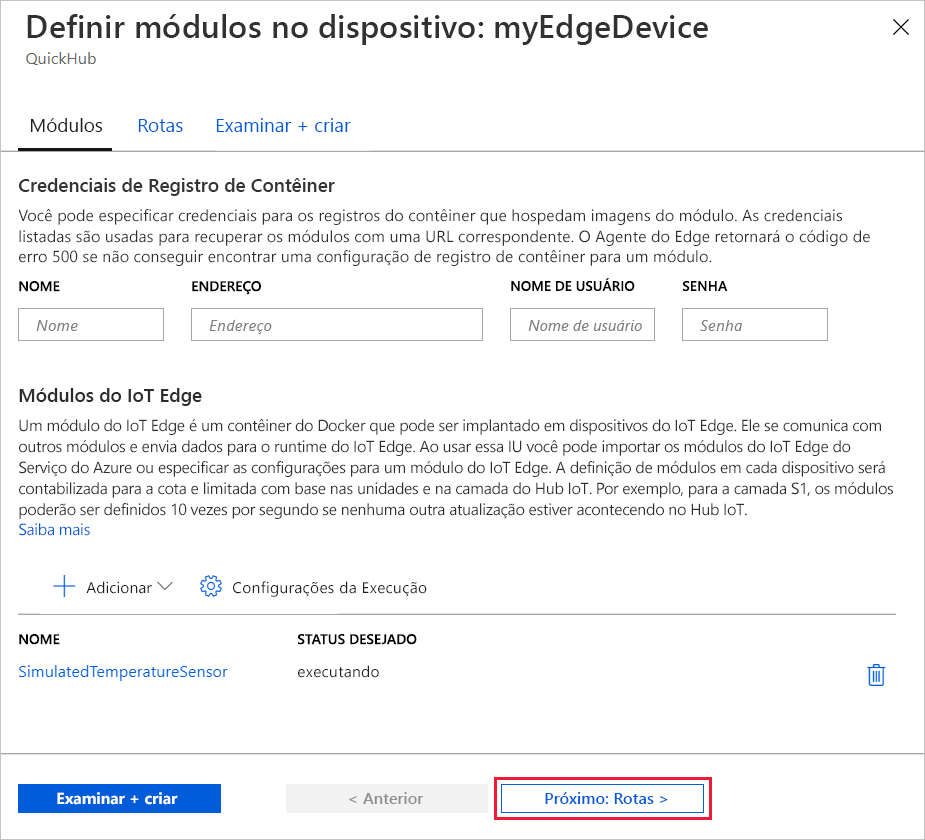 Definir módulos no dispositivo: myEdgeDevice
QuickHub
Módulos Rotas Examinar + criar
Credenciais de Registro de Contêiner
Você pode especificar credenciais para os registros do contêiner que hospedam imagens do módulo. As credenciais
listadas são usadas para recuperar os módulos com uma URL correspondente. O Agente do Edge retornará o código de
erro 500 se não conseguir encontrar uma configuração de registro de contêiner para um módulo.
NOME ENDEREÇO NOME DE USUÁRIO SENHA
Nome Endereço Nome de usuário Senha
Módulos do IoT Edge
Um módulo do IoT Edge é um contêiner do Docker que pode ser implantado em dispositivos do IoT Edge. Ele se comunica com
outros módulos e envia dados para o runtime do IoT Edge. Ao usar essa IU você pode importar os módulos do IoT Edge do
Serviço do Azure ou especificar as configurações para um módulo do IoT Edge. A definição de módulos em cada dispositivo será
contabilizada para a cota e limitada com base nas unidades e na camada do Hub IoT. Por exemplo, para a camada S1, os módulos
poderão ser definidos 10 vezes por segundo se nenhuma outra atualização estiver acontecendo no Hub IoT.
Saiba mais
Adicionar Configurações da Execução
NOME STATUS DESEJADO
SimulatedTemperatureSensor executando
Examinar + criar < Anterior Próximo: Rotas >